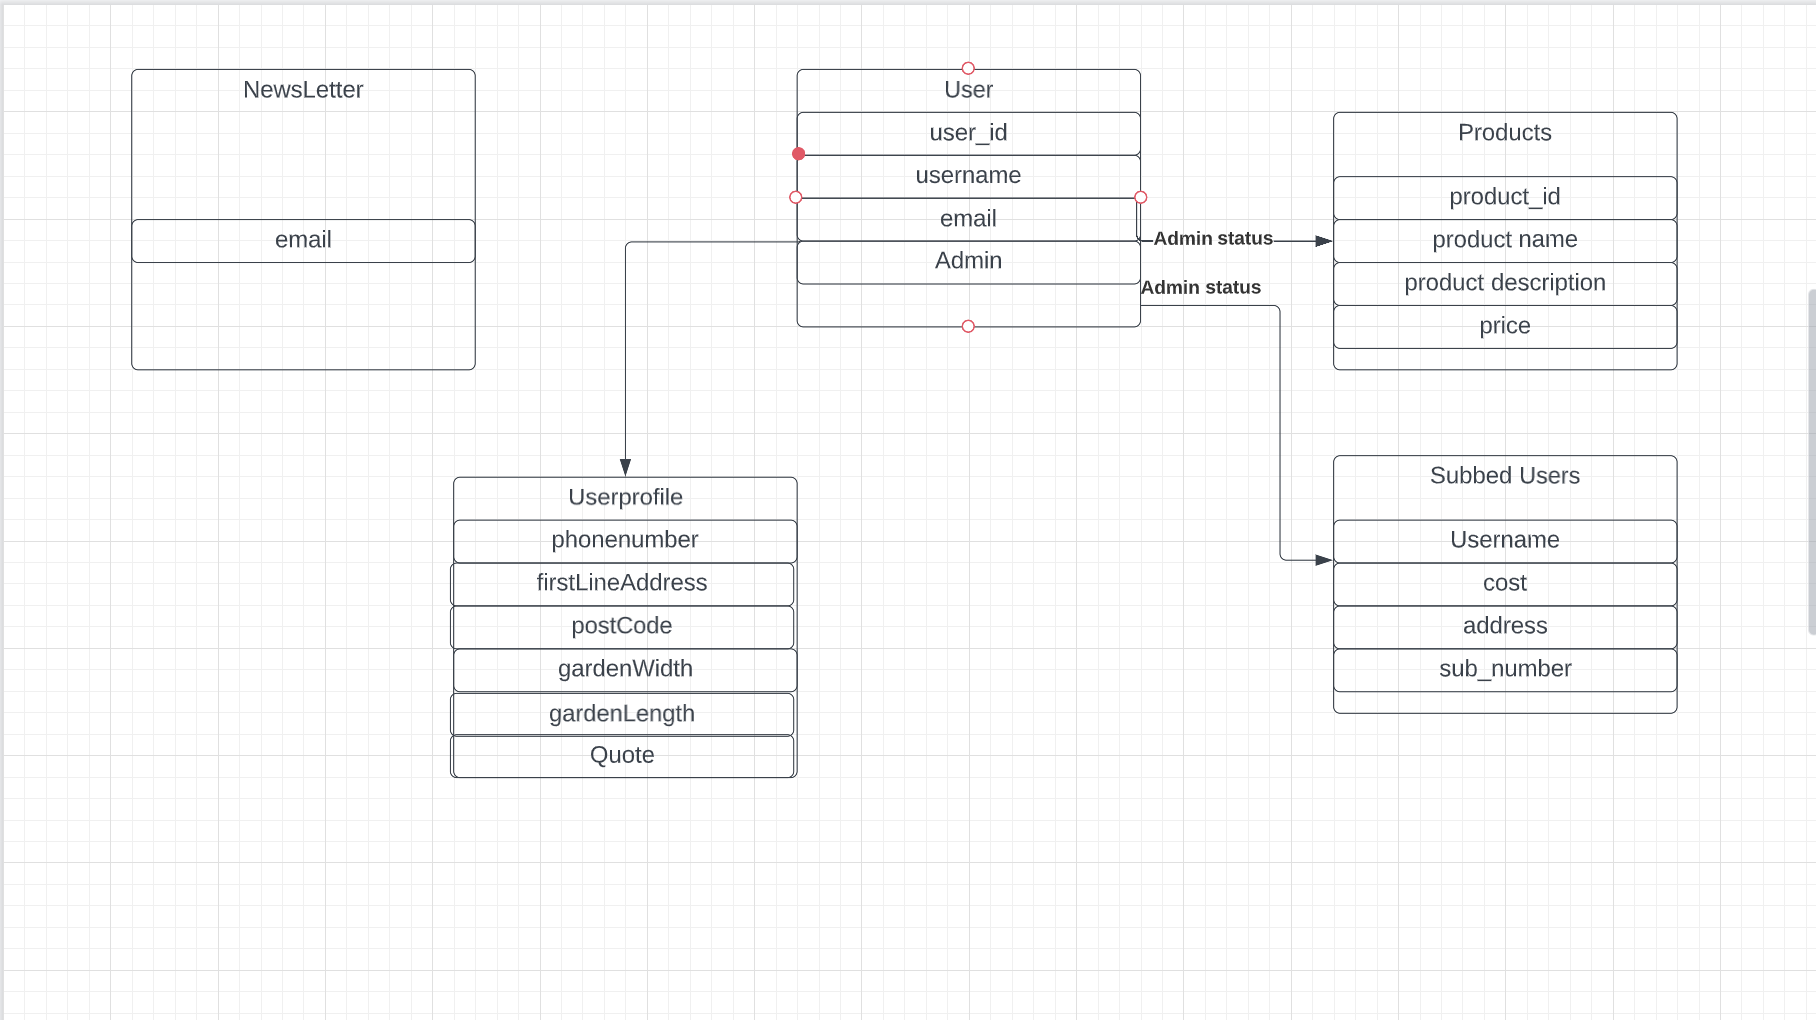 NewsLetter
email
User
user_id
username
email
Admin
Admin status
Admin status
Products
product_id
product name
product description
price
Userprofile
phonenumber
firstLineAddress
postCode
gardenWidth
gardenLength
Quote
Subbed Users
Username
cost
address
sub_number